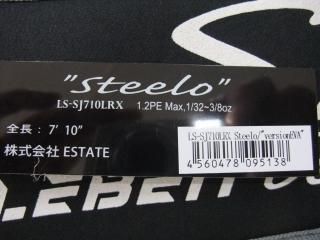 "Steelo"
LS-SJ710LRX 1.2PE Max,1/32~3/8oz
全長： 7' 10"
株式会社 ESTATE
LS-SJ710LRX Steelo/"versionEVA"
4 560478 095138